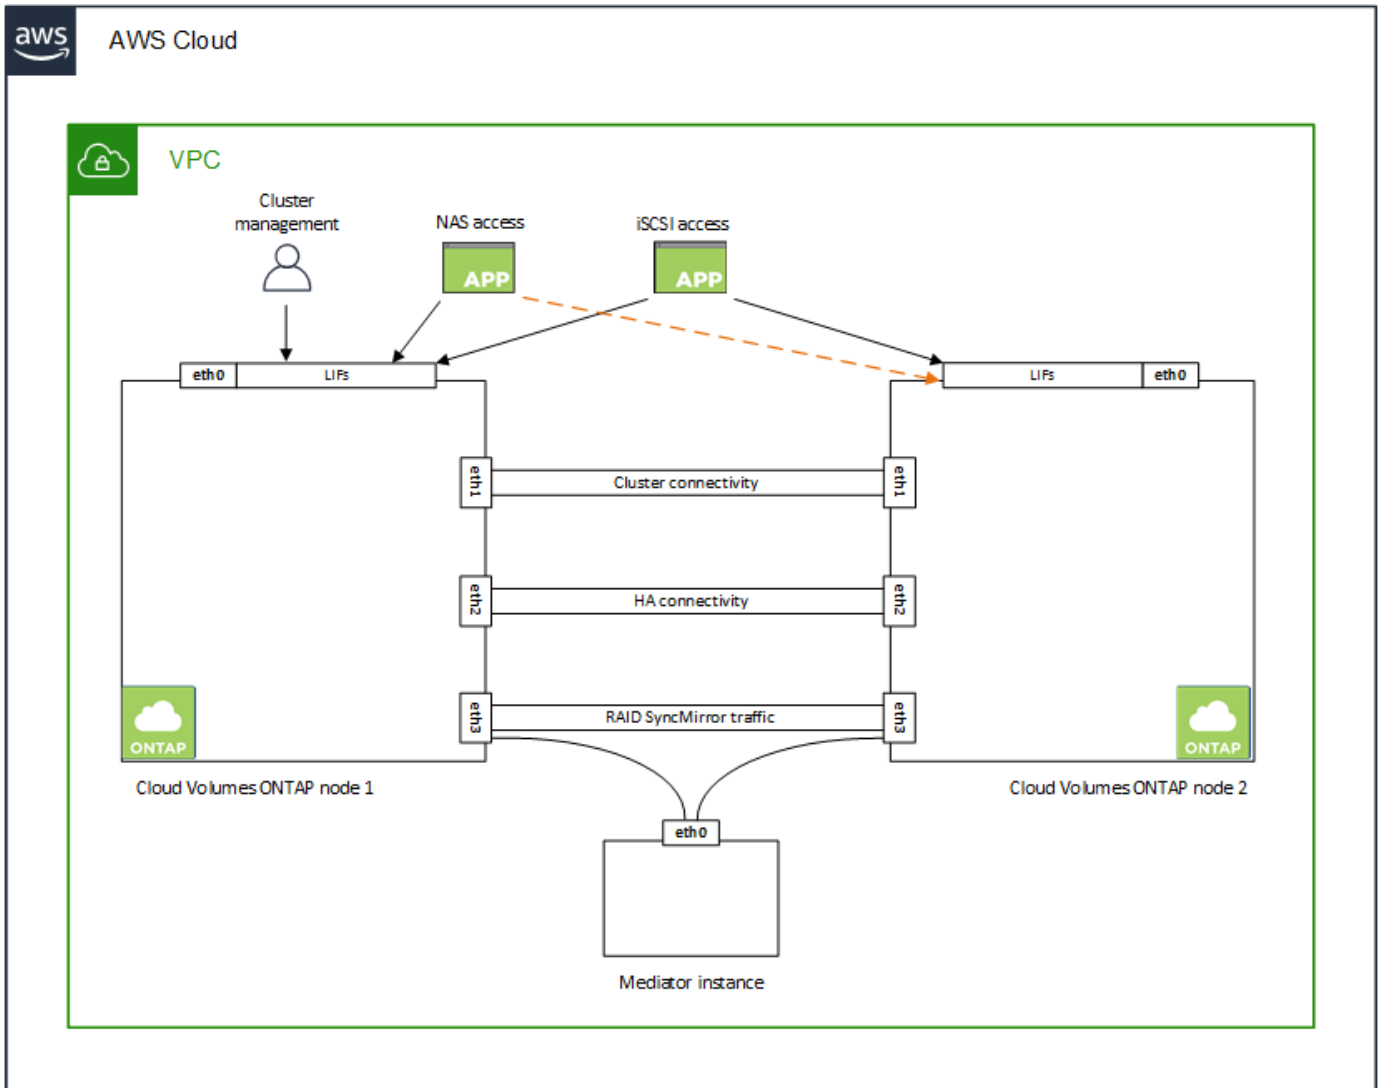 aws
AWS Cloud
VPC
Cluster
management
NAS access
iSCSI access
APP
APP
eth0
LIFs
LIFs
eth0
eth1
Cluster connectivity
eth1
eth2
HA connectivity
eth2
eth3
RAID SyncMirror traffic
eth3
ONTAP
ONTAP
Cloud Volumes ONTAP node 1
Cloud Volumes ONTAP node 2
eth0
Mediator instance